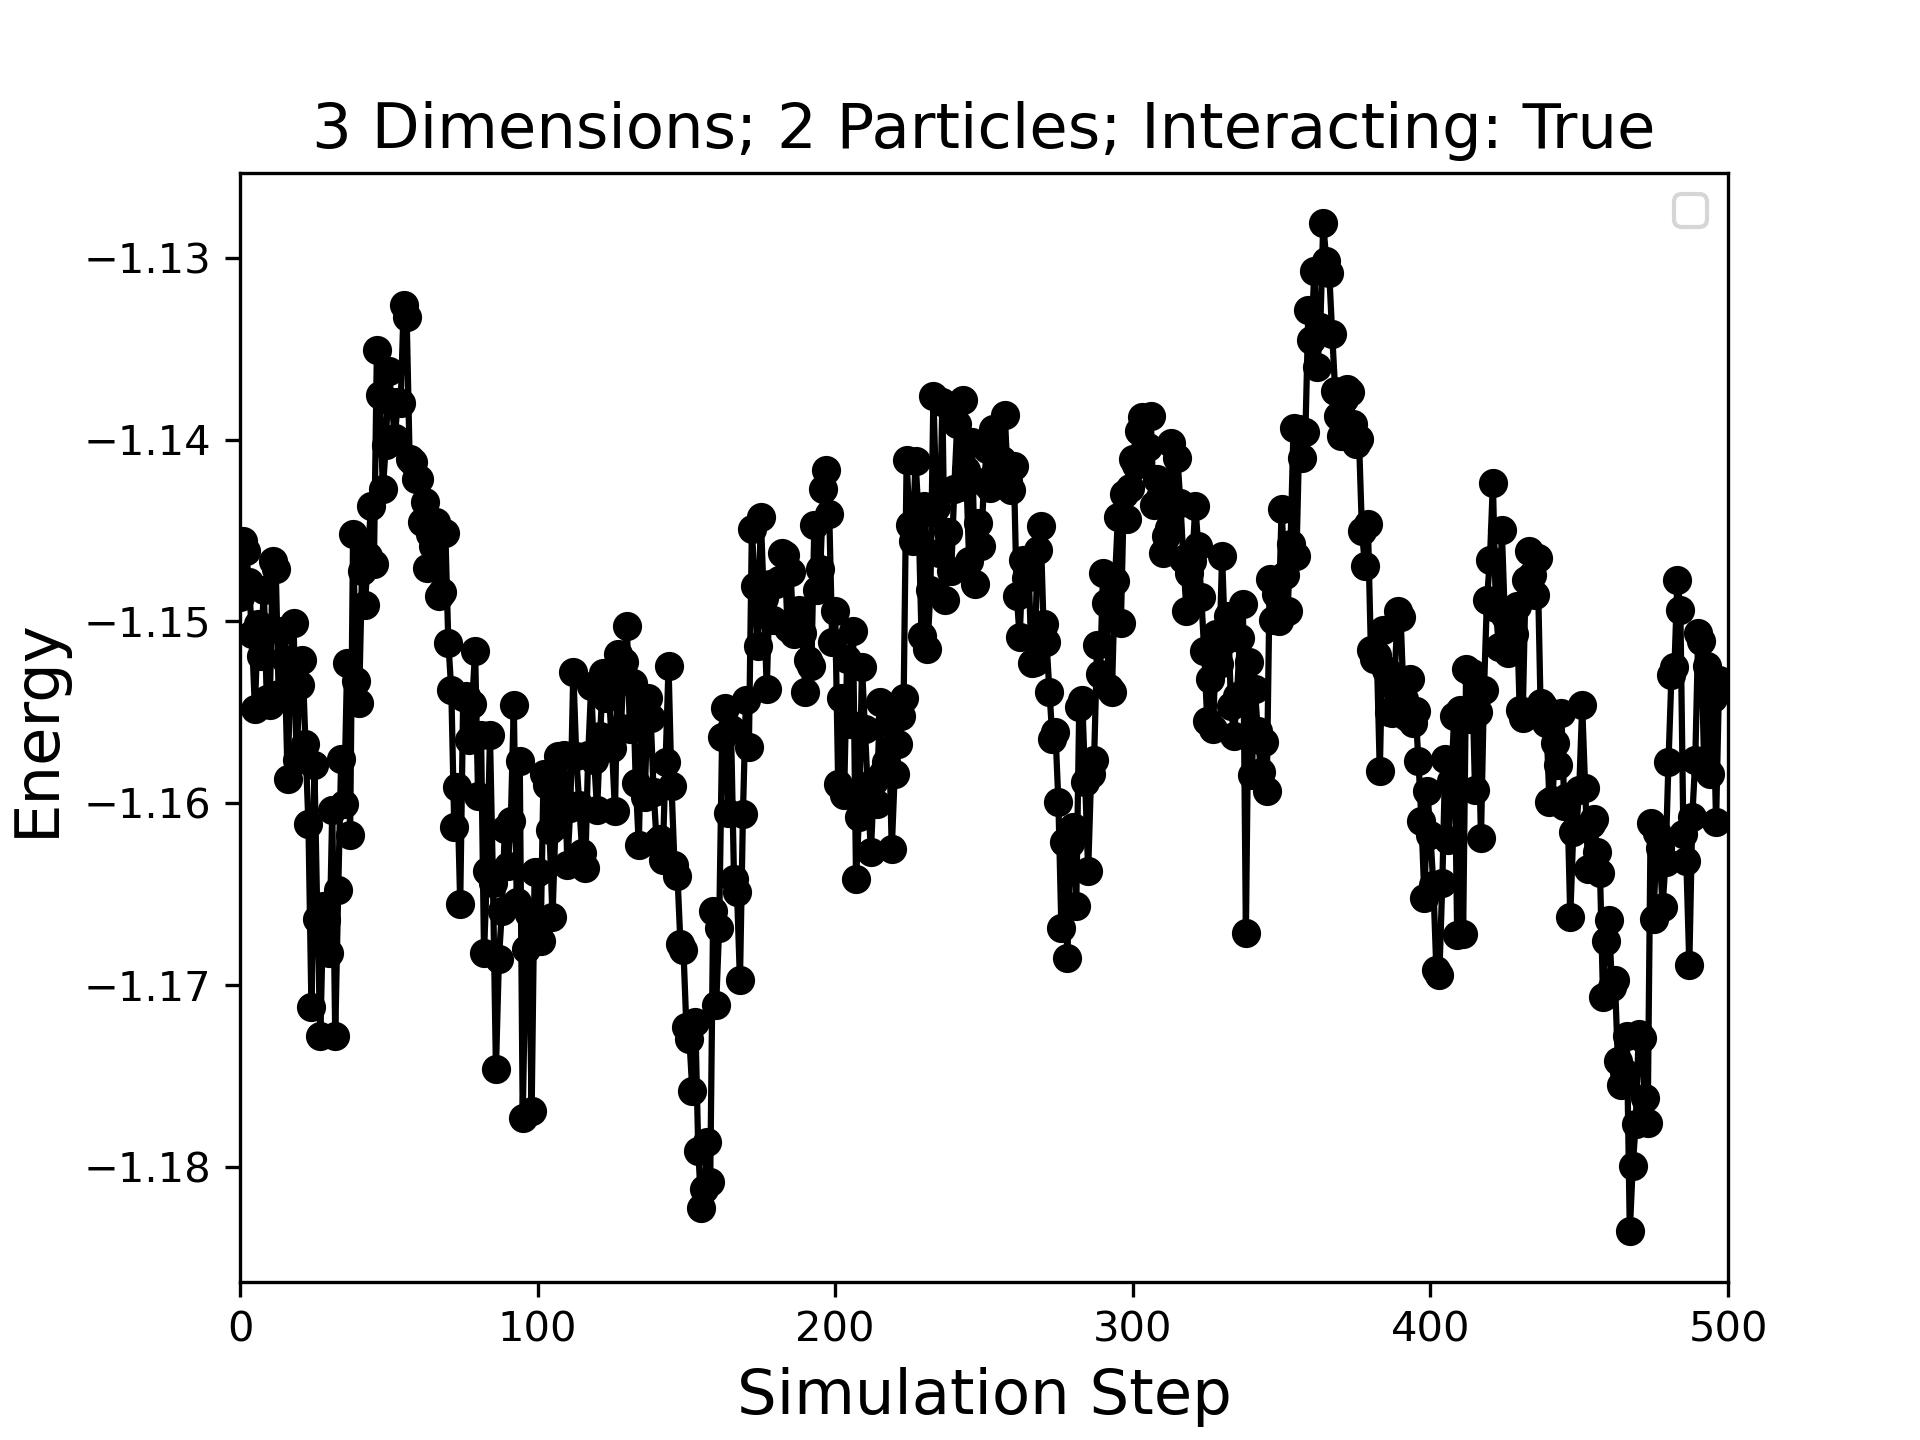 3 Dimensions; 2 Particles; Interacting: True
−1.13
−1.14
−1.15
−1.16
−1.17
−1.18
Energy
0 100 200 300 400 500
Simulation Step